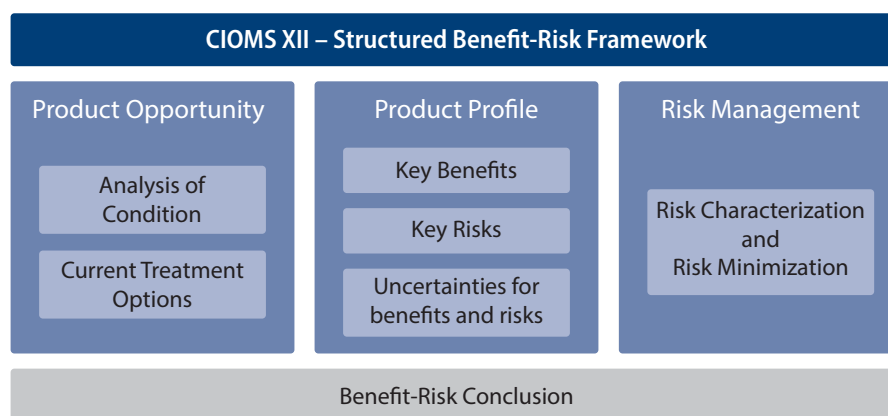 CIOMS XII – Structured Benefit-Risk Framework
Product Opportunity
Analysis of
Condition
Current Treatment
Options
Product Profile
Key Benefits
Key Risks
Uncertainties for
benefits and risks
Risk Management
Risk Characterization
and
Risk Minimization
Benefit-Risk Conclusion